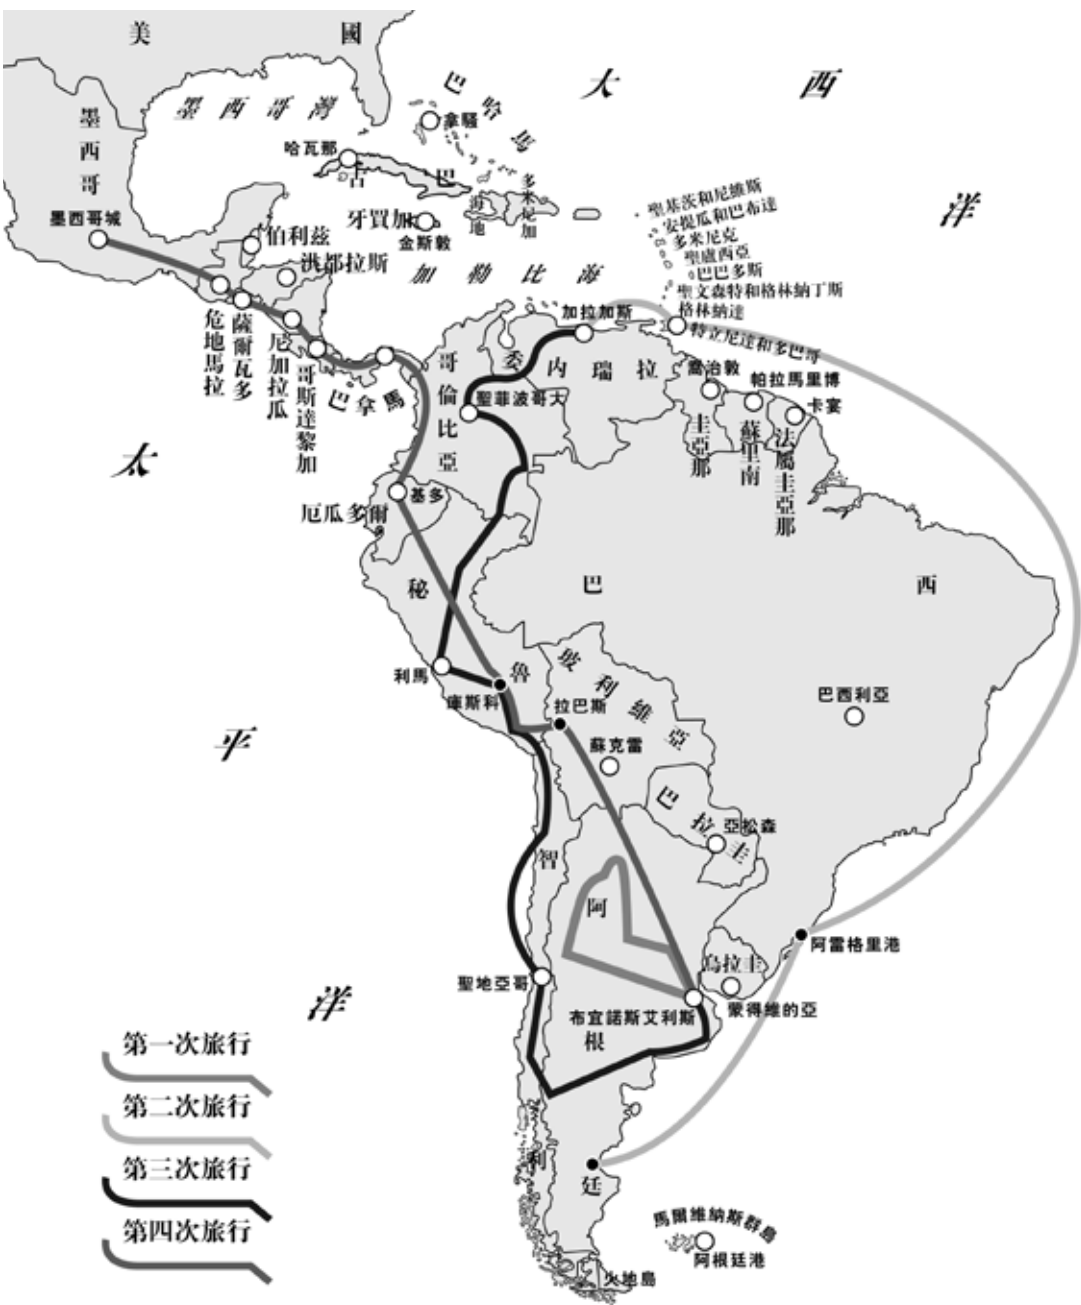 美國
大西洋
墨西哥灣
墨西哥
墨西哥城
巴哈馬
拿騷
哈瓦那
古巴
海地
多米尼加
牙買加
金斯敦
聖基茨和尼維斯
安提瓜和巴布達
多米尼克
聖盧西亞
巴巴多斯
聖文森特和格林納丁斯
格林納達
特立尼達和多巴哥
伯利茲
洪都拉斯
加勒比海
危地馬拉
薩爾瓦多
尼加拉瓜
哥斯達黎加
巴拿馬
加拉加斯
委內瑞拉
哥倫比亞
聖菲波哥大
喬治敦
圭亞那
帕拉馬里博
蘇里南
卡宴
法屬圭亞那
基多
厄瓜多爾
太平洋
秘魯
巴西
利馬
庫斯科
玻利維亞
拉巴斯
蘇克雷
巴西利亞
巴拉圭
亞松森
智利
阿根廷
阿雷格里港
烏拉圭
蒙得維的亞
聖地亞哥
布宜諾斯艾利斯
馬爾維納斯群島
阿根廷港
火地島
第一次旅行
第二次旅行
第三次旅行
第四次旅行